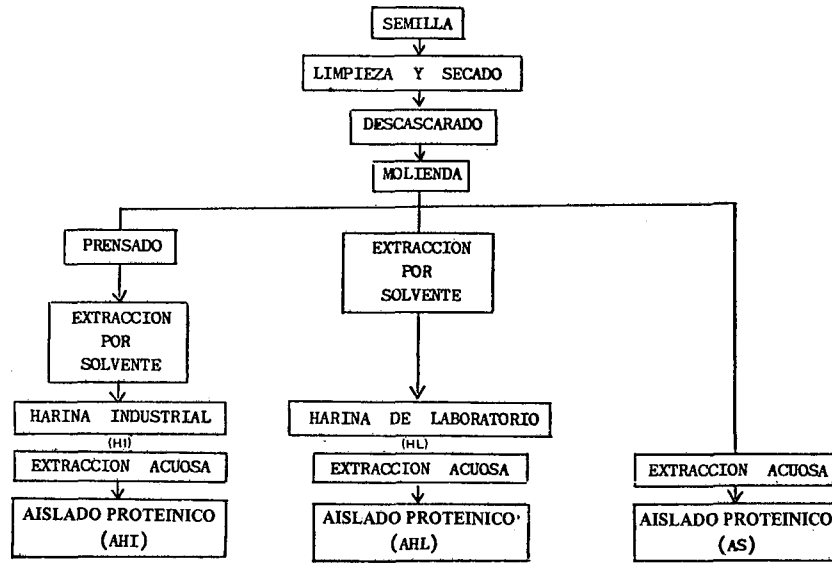 SEMILLA
LIMPIEZA Y SECADO
DESCASCARADO
MOLIENDA
PRENSADO
EXTRACCION
POR
SOLVENTE
HARINA INDUSTRIAL
(HI)
EXTRACCION ACUOSA
AISLADO PROTEINICO
(AHI)
EXTRACCION
POR
SOLVENTE
HARINA DE LABORATORIO
(HL)
EXTRACCION ACUOSA
AISLADO PROTEINICO
(AHL)
EXTRACCION ACUOSA
AISLADO PROTEINICO
(AS)